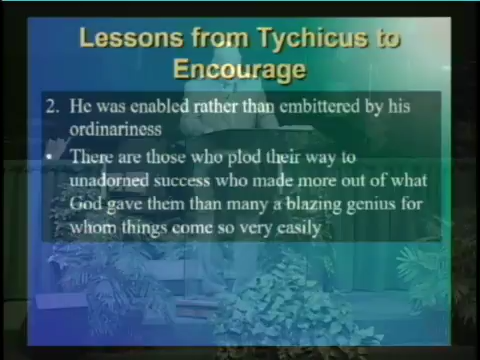 Lessons from Tychicus to
Encourage
2. He was enabled rather than embittered by his
ordinariness
• There are those who plod their way to
unadorned success who made more out of what
God gave them than many a blazing genius for
whom things come so very easily